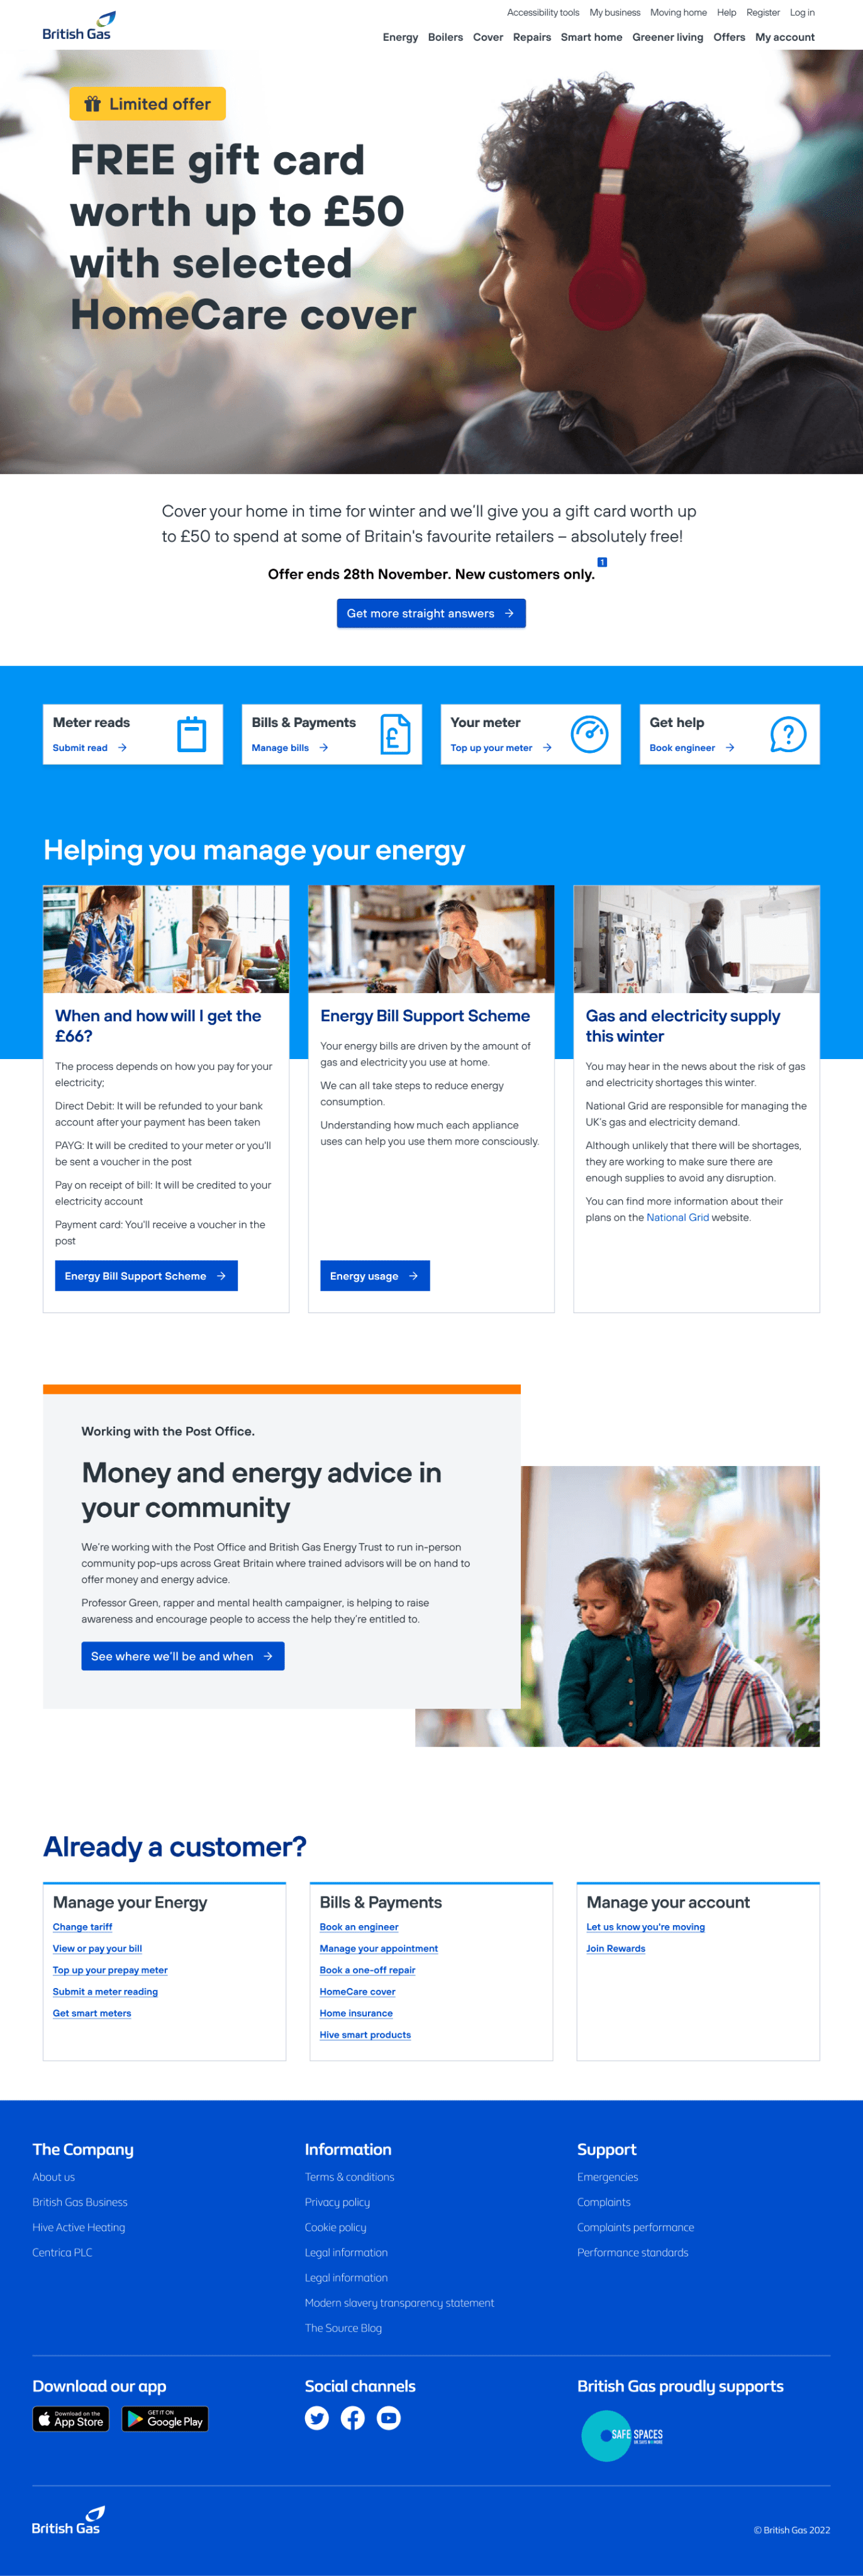 Accessibility tools My business Moving home Help Register Log in
British Gas
Energy Boilers Cover Repairs Smart home Greener living Offers My account
Limited offer
FREE gift card
worth up to £50
with selected
HomeCare cover
Cover your home in time for winter and we'll give you a gift card worth up
to £50 to spend at some of Britain's favourite retailers – absolutely free!
Offer ends 28th November. New customers only. 1
Get more straight answers
Meter reads
Submit read
Bills & Payments
Manage bills
£
Your meter
Top up your meter
Get help
Book engineer
?
Helping you manage your energy
When and how will I get the
£66?
The process depends on how you pay for your
electricity;
Direct Debit: It will be refunded to your bank
account after your payment has been taken
PAYG: It will be credited to your meter or you'll
be sent a voucher in the post
Pay on receipt of bill: It will be credited to your
electricity account
Payment card: You'll receive a voucher in the
post
Energy Bill Support Scheme
Energy Bill Support Scheme
Your energy bills are driven by the amount of
gas and electricity you use at home.
We can all take steps to reduce energy
consumption.
Understanding how much each appliance
uses can help you use them more consciously.
Energy usage
Gas and electricity supply
this winter
You may hear in the news about the risk of gas
and electricity shortages this winter.
National Grid are responsible for managing the
UK's gas and electricity demand.
Although unlikely that there will be shortages,
they are working to make sure there are
enough supplies to avoid any disruption.
You can find more information about their
plans on the National Grid website.
Working with the Post Office.
Money and energy advice in
your community
We're working with the Post Office and British Gas Energy Trust to run in-person
community pop-ups across Great Britain where trained advisors will be on hand to
offer money and energy advice.
Professor Green, rapper and mental health campaigner, is helping to raise
awareness and encourage people to access the help they're entitled to.
See where we'll be and when
Already a customer?
Manage your Energy
Change tariff
View or pay your bill
Top up your prepay meter
Submit a meter reading
Get smart meters
Bills & Payments
Book an engineer
Manage your appointment
Book a one-off repair
HomeCare cover
Home insurance
Hive smart products
Manage your account
Let us know you're moving
Join Rewards
The Company
About us
British Gas Business
Hive Active Heating
Centrica PLC
Information
Terms & conditions
Privacy policy
Cookie policy
Legal information
Legal information
Modern slavery transparency statement
The Source Blog
Support
Emergencies
Complaints
Complaints performance
Performance standards
Download our app
Download on the
App Store
GET IT ON
Google Play
Social channels
British Gas proudly supports
SAFE SPACES
British Gas
© British Gas 2022